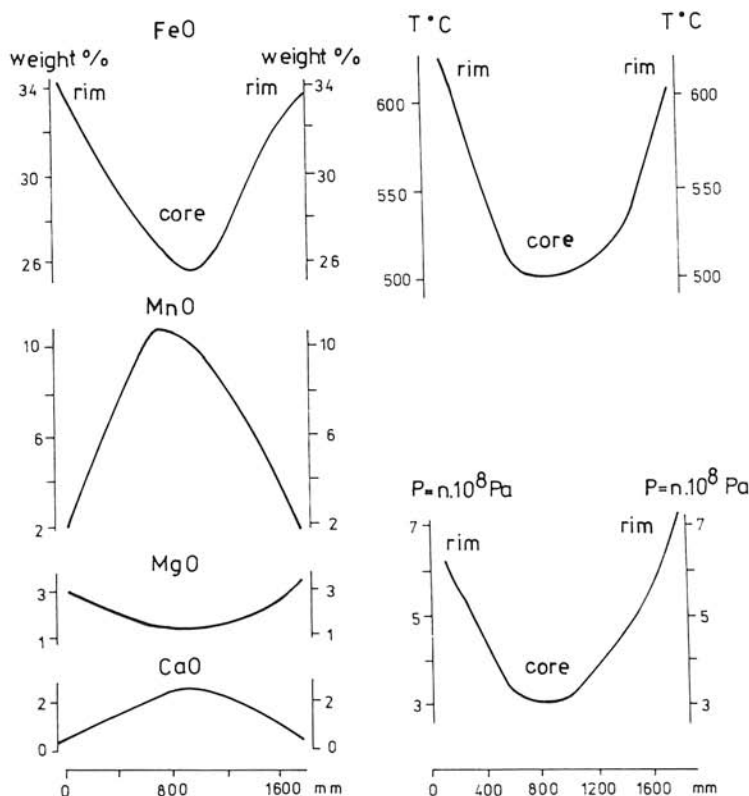 FeO
weight %
weight %
34
rim
rim
34
30
30
core
26
26
MnO
10
10
6
6
2
2
MgO
3
3
1
1
CaO
2
2
0
0
0
800
1600
mm
T°C
T°C
rim
rim
600
600
550
550
core
500
500
P=n.10⁸Pa
P=n.10⁸Pa
7
rim
7
rim
5
5
core
3
3
0
400
800
1200
1600
mm